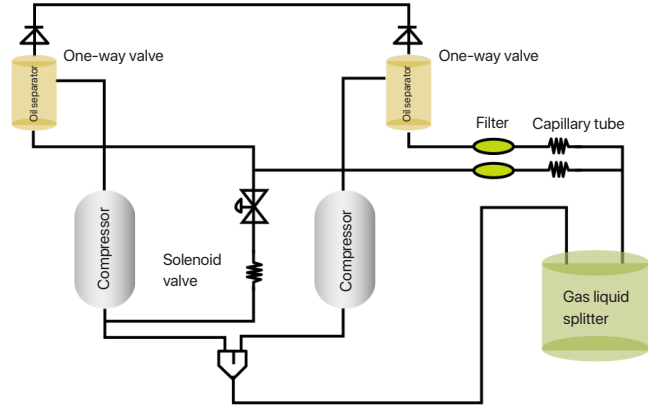 One-way valve
One-way valve
Oil separator
Oil separator
Filter
Capillary tube
Compressor
Compressor
Solenoid
valve
Gas liquid
splitter